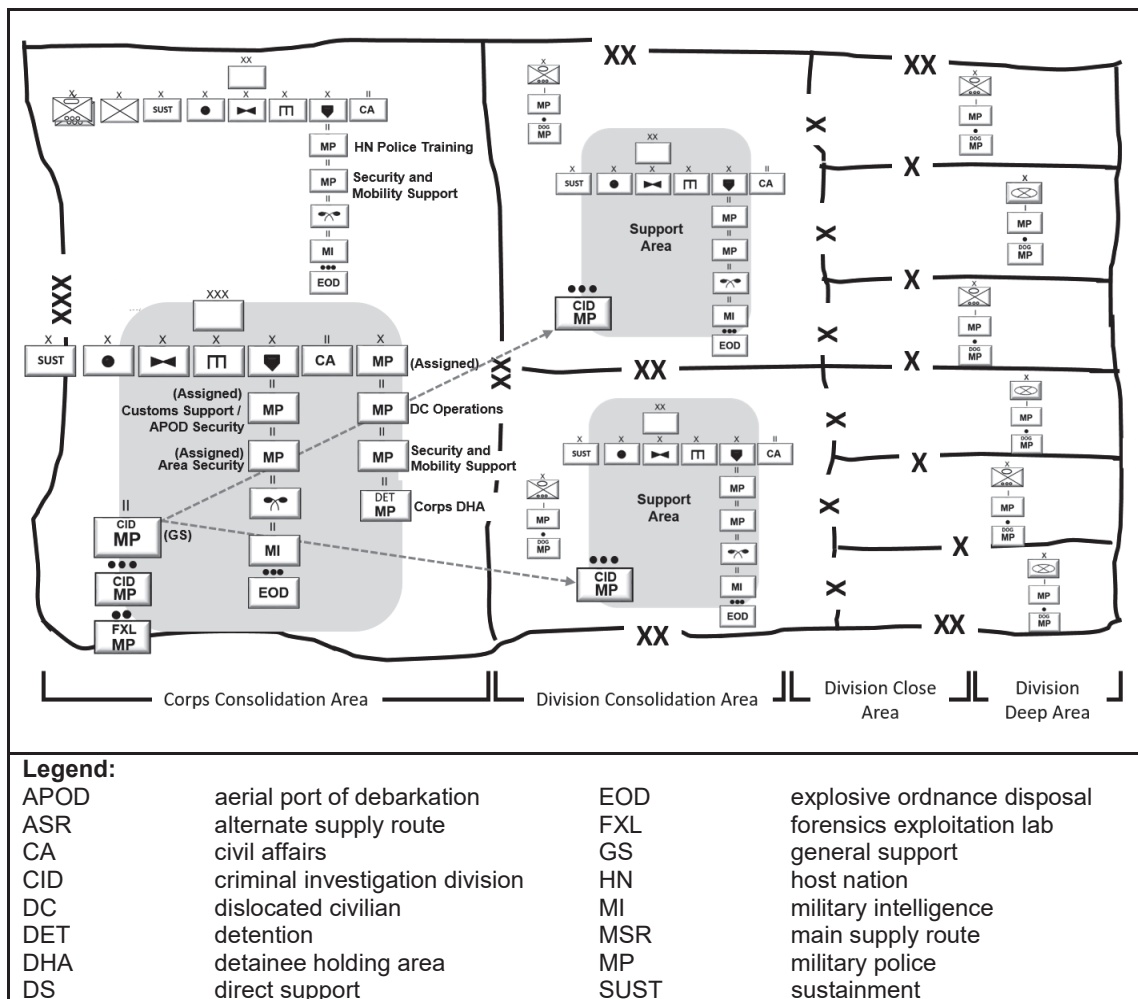 XX
XX
XX
X X SUST X X X X X II CA
II MP HN Police Training
II MP Security and
Mobility Support
II
II MI
EOD
XXX
XXX
X SUST X X X X II CA X MP (Assigned)
(Assigned)
Customs Support /
APOD Security
II MP
II MP DC Operations
(Assigned)
Area Security
II MP
II MP Security and
Mobility Support
II
II DET MP Corps DHA
II CID MP (GS)
II MI
CID MP
EOD
FXL MP
X
I MP
DOG MP
XX
X SUST X X X X II CA
Support
Area
II MP
II MP
II
II MI
EOD
CID MP
XX
XX
XX
X SUST X X X X II CA
Support
Area
II MP
II MP
II
II MI
EOD
X
I MP
DOG MP
CID MP
XX
XX
X
X
X
X
X
X
X
X
X
X
X
X
I MP
DOG MP
X
I MP
DOG MP
X
I MP
DOG MP
X
I MP
DOG MP
X
I MP
DOG MP
X
I MP
DOG MP
Corps Consolidation Area
Division Consolidation Area
Division Close
Area
Division
Deep Area
Legend:
APOD aerial port of debarkation EOD explosive ordnance disposal
ASR alternate supply route FXL forensics exploitation lab
CA civil affairs GS general support
CID criminal investigation division HN host nation
DC dislocated civilian MI military intelligence
DET detention MSR main supply route
DHA detainee holding area MP military police
DS direct support SUST sustainment